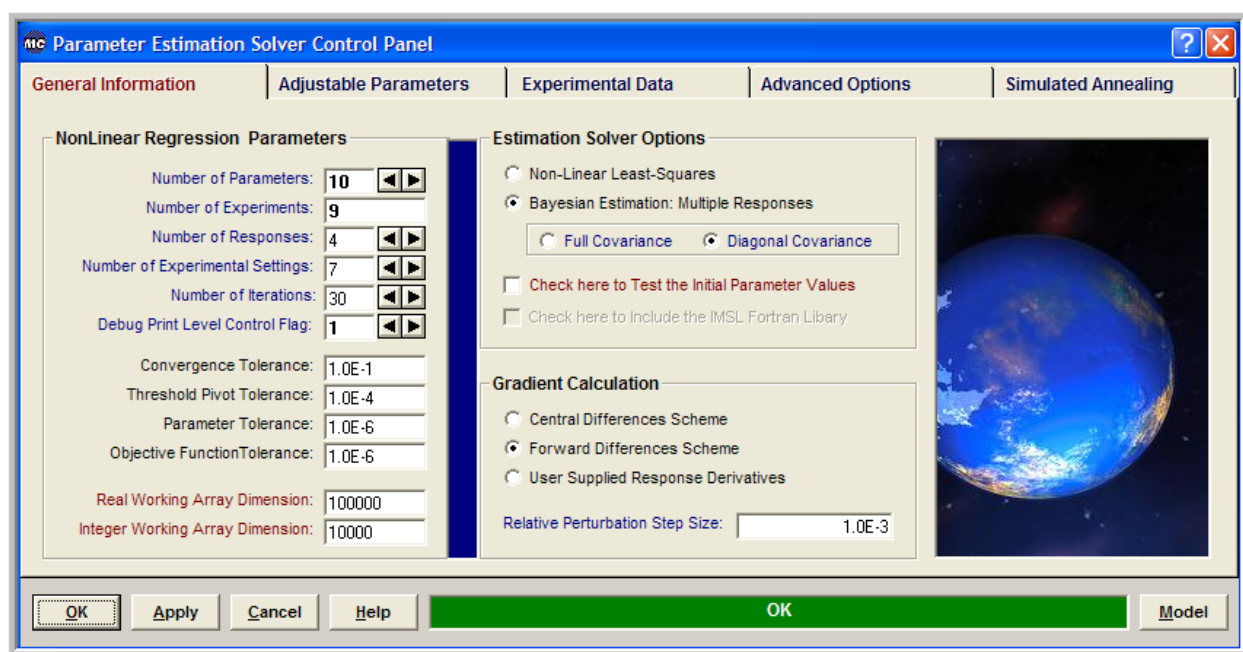 MC Parameter Estimation Solver Control Panel ?
General Information Adjustable Parameters Experimental Data Advanced Options Simulated Annealing
NonLinear Regression Parameters
Number of Parameters: 10
Number of Experiments: 9
Number of Responses: 4
Number of Experimental Settings: 7
Number of Iterations: 30
Debug Print Level Control Flag: 1
Convergence Tolerance: 1.0E-1
Threshold Pivot Tolerance: 1.0E-4
Parameter Tolerance: 1.0E-6
Objective FunctionTolerance: 1.0E-6
Real Working Array Dimension: 100000
Integer Working Array Dimension: 10000
Estimation Solver Options
Non-Linear Least-Squares
Bayesian Estimation: Multiple Responses
Full Covariance Diagonal Covariance
Check here to Test the Initial Parameter Values
Check here to Include the IMSL Fortran Libary
Gradient Calculation
Central Differences Scheme
Forward Differences Scheme
User Supplied Response Derivatives
Relative Perturbation Step Size: 1.0E-3
OK Apply Cancel Help OK Model